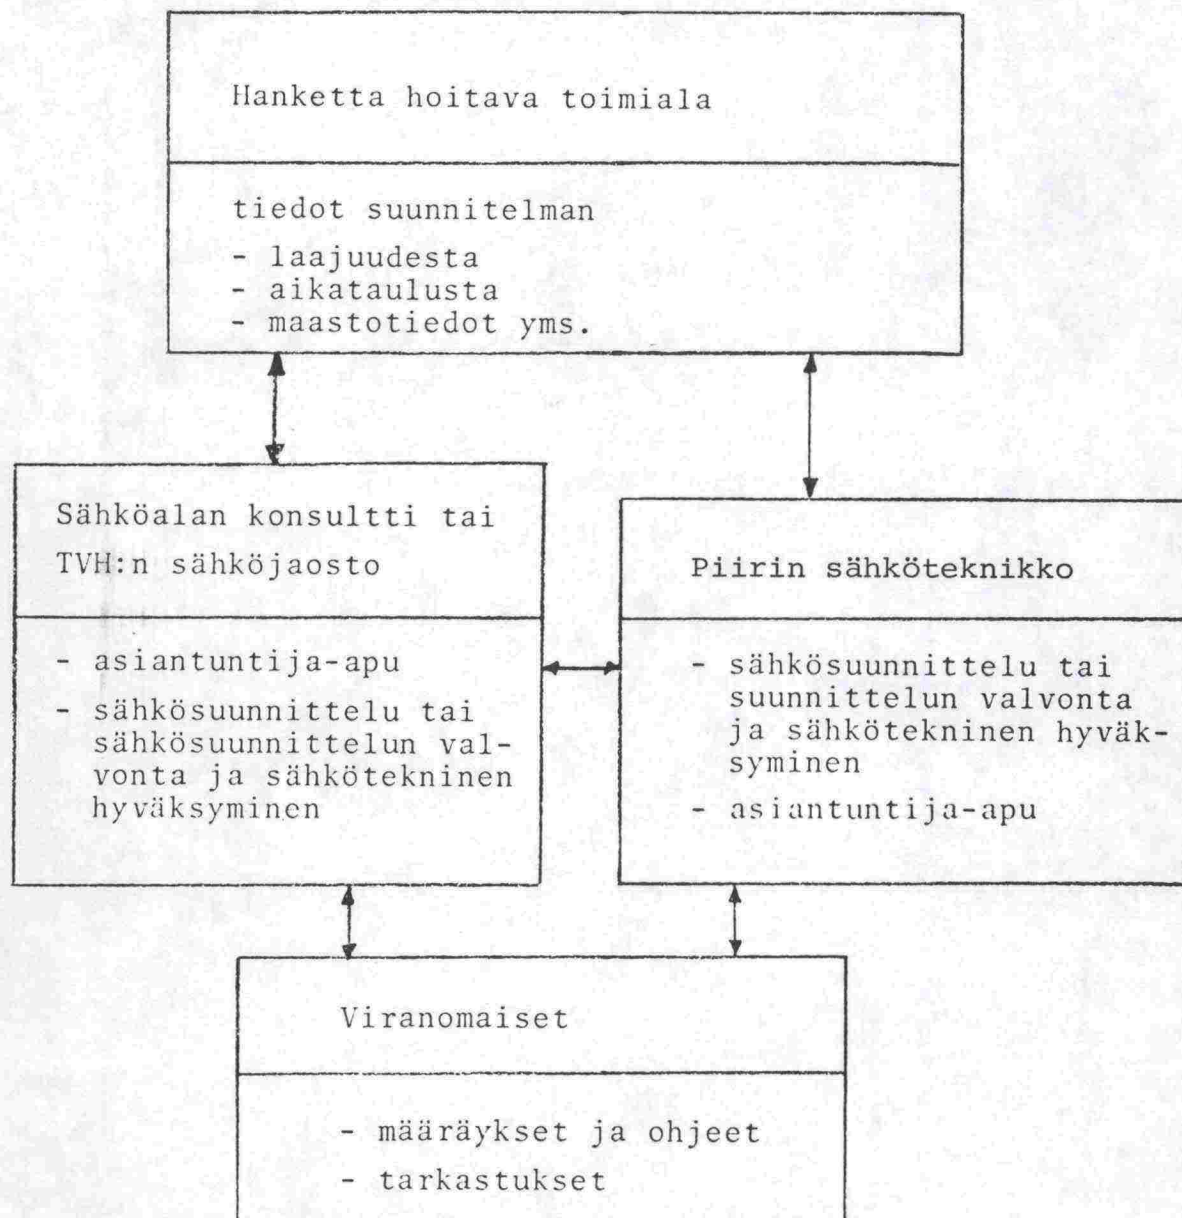 Hanketta hoitava toimiala
tiedot suunnitelman
- laajuudesta
- aikataulusta
- maastotiedot yms.
Sähköalan konsultti tai
TVH:n sähköjaosto
- asiantuntija-apu
- sähkösuunnittelu tai
sähkösuunnittelun val-
vonta ja sähkötekninen
hyväksyminen
Piirin sähköteknikko
- sähkösuunnittelu tai
suunnittelun valvonta
ja sähkötekninen hyväk-
syminen
- asiantuntija-apu
Viranomaiset
- määräykset ja ohjeet
- tarkastukset